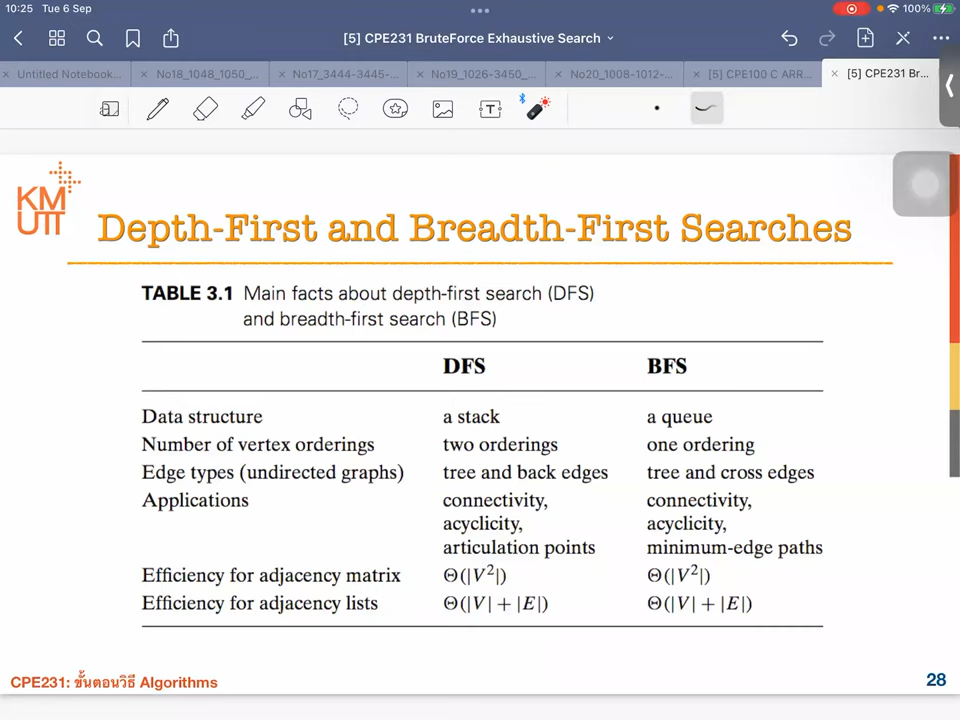 10:25 Tue 6 Sep
100%
[5] CPE231 BruteForce Exhaustive Search
Untitled Notebook...
No18_1048_1050_...
No17_3444-3445-...
No19_1026-3450_...
No20_1008-1012-...
[5] CPE100 C ARR...
[5] CPE231 Br...
T
KM
UTT
Depth-First and Breadth-First Searches
TABLE 3.1 Main facts about depth-first search (DFS)
and breadth-first search (BFS)
DFS BFS
Data structure a stack a queue
Number of vertex orderings two orderings one ordering
Edge types (undirected graphs) tree and back edges tree and cross edges
Applications connectivity, connectivity,
acyclicity, acyclicity,
articulation points minimum-edge paths
Efficiency for adjacency matrix Θ(|V²|) Θ(|V²|)
Efficiency for adjacency lists Θ(|V| + |E|) Θ(|V| + |E|)
CPE231: ขั้นตอนวิธี Algorithms
28